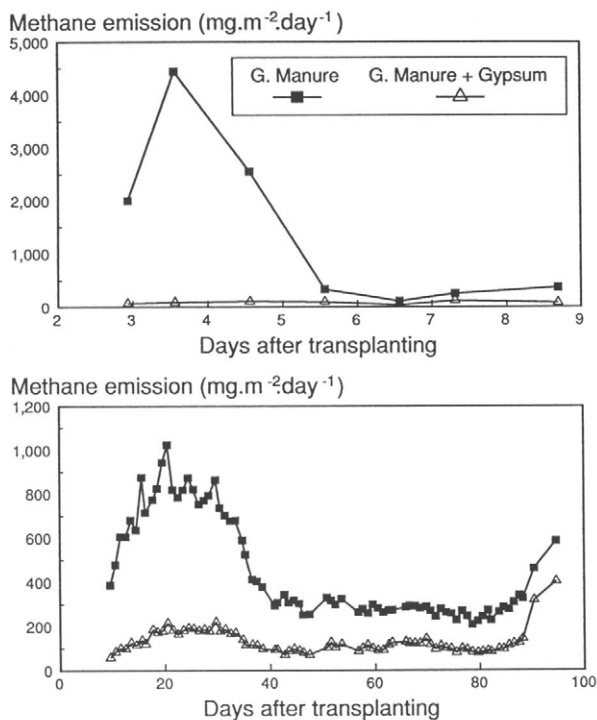 Methane emission (mg.m⁻².day⁻¹)
5,000
4,000
3,000
2,000
1,000
0
G. Manure G. Manure + Gypsum
2 3 4 5 6 7 8 9
Days after transplanting
Methane emission (mg.m⁻².day⁻¹)
1,200
1,000
800
600
400
200
0
0 20 40 60 80 100
Days after transplanting